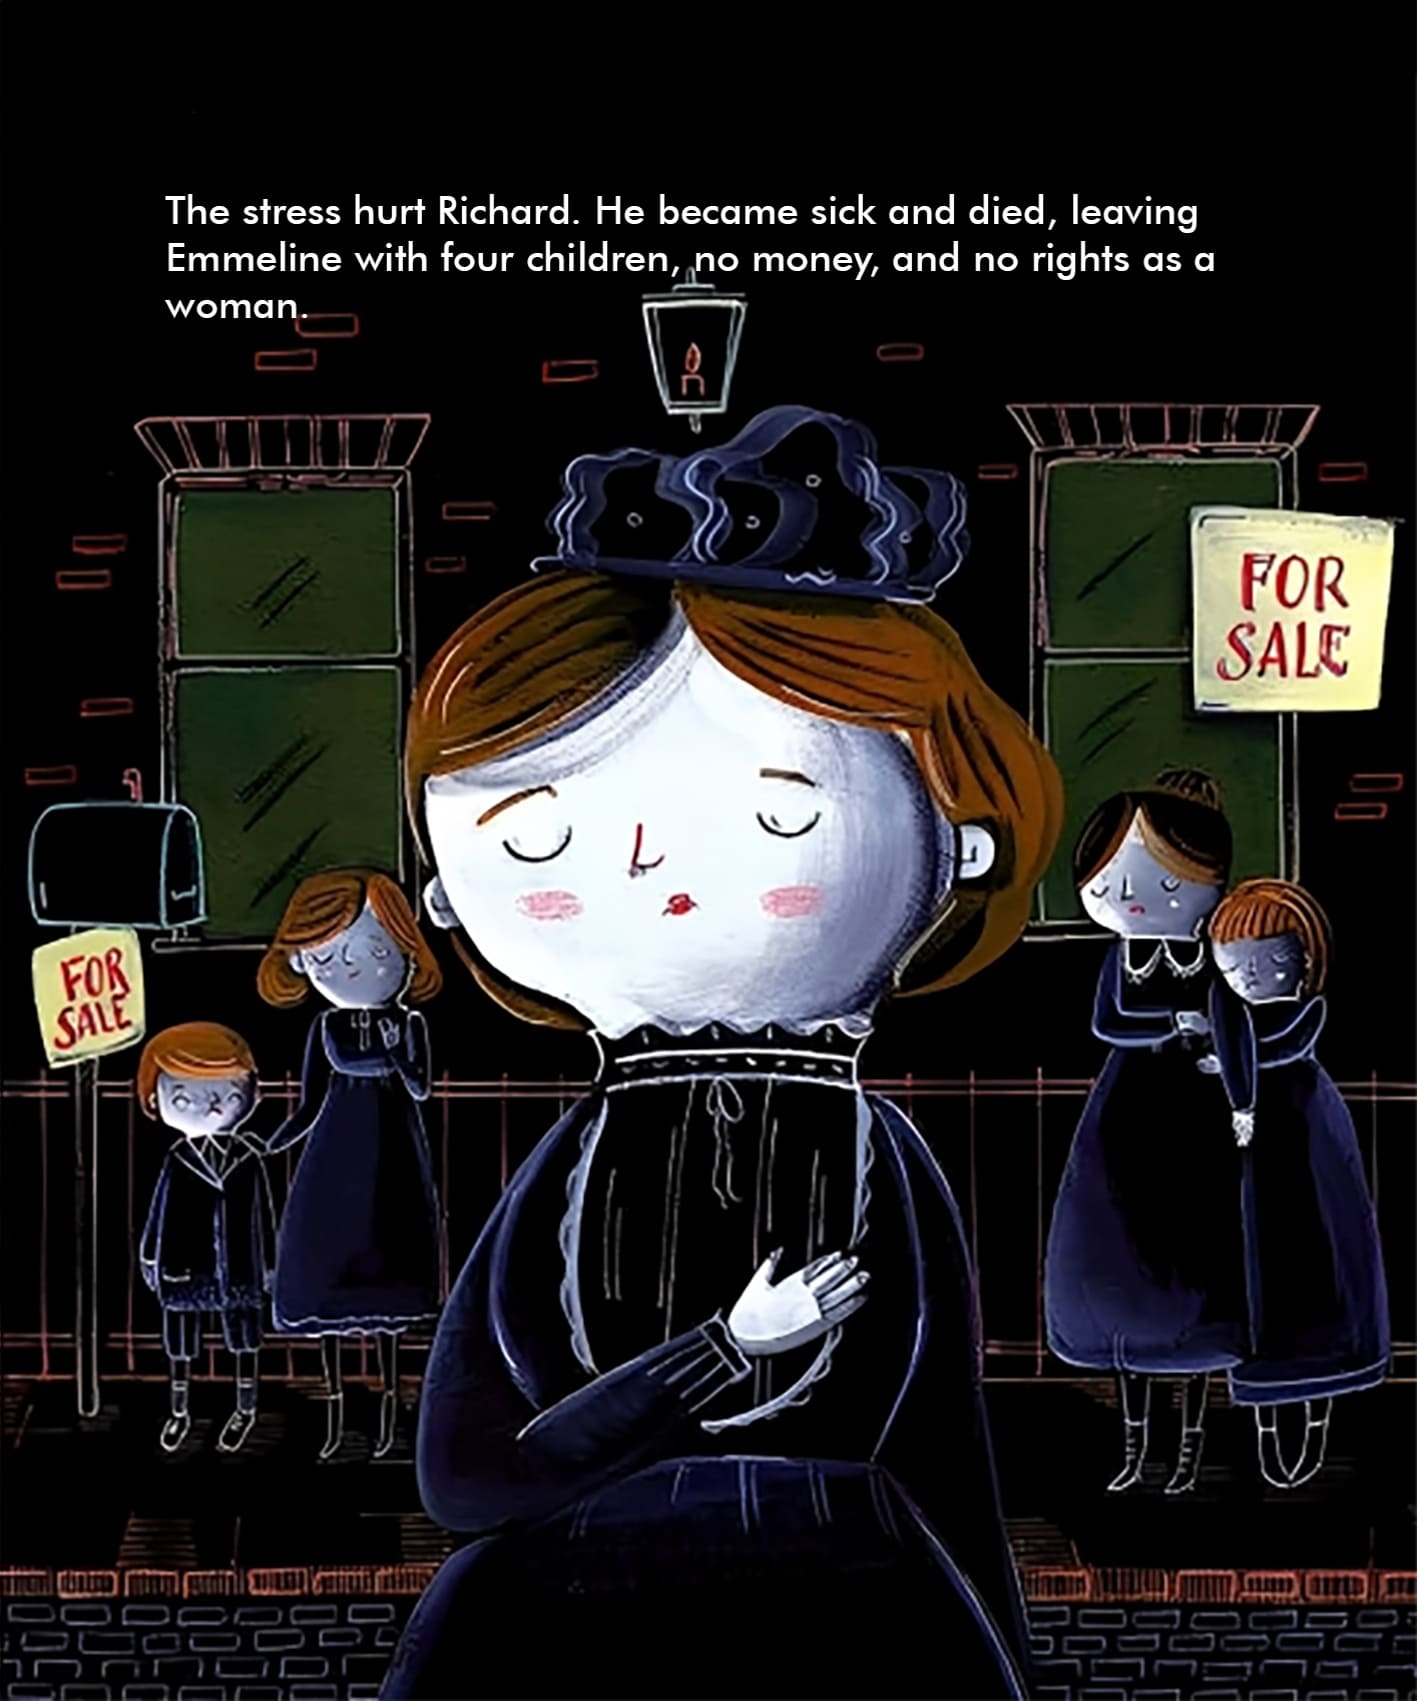 The stress hurt Richard. He became sick and died, leaving
Emmeline with four children, no money, and no rights as a
woman.
FOR
SALE
FOR
SALE